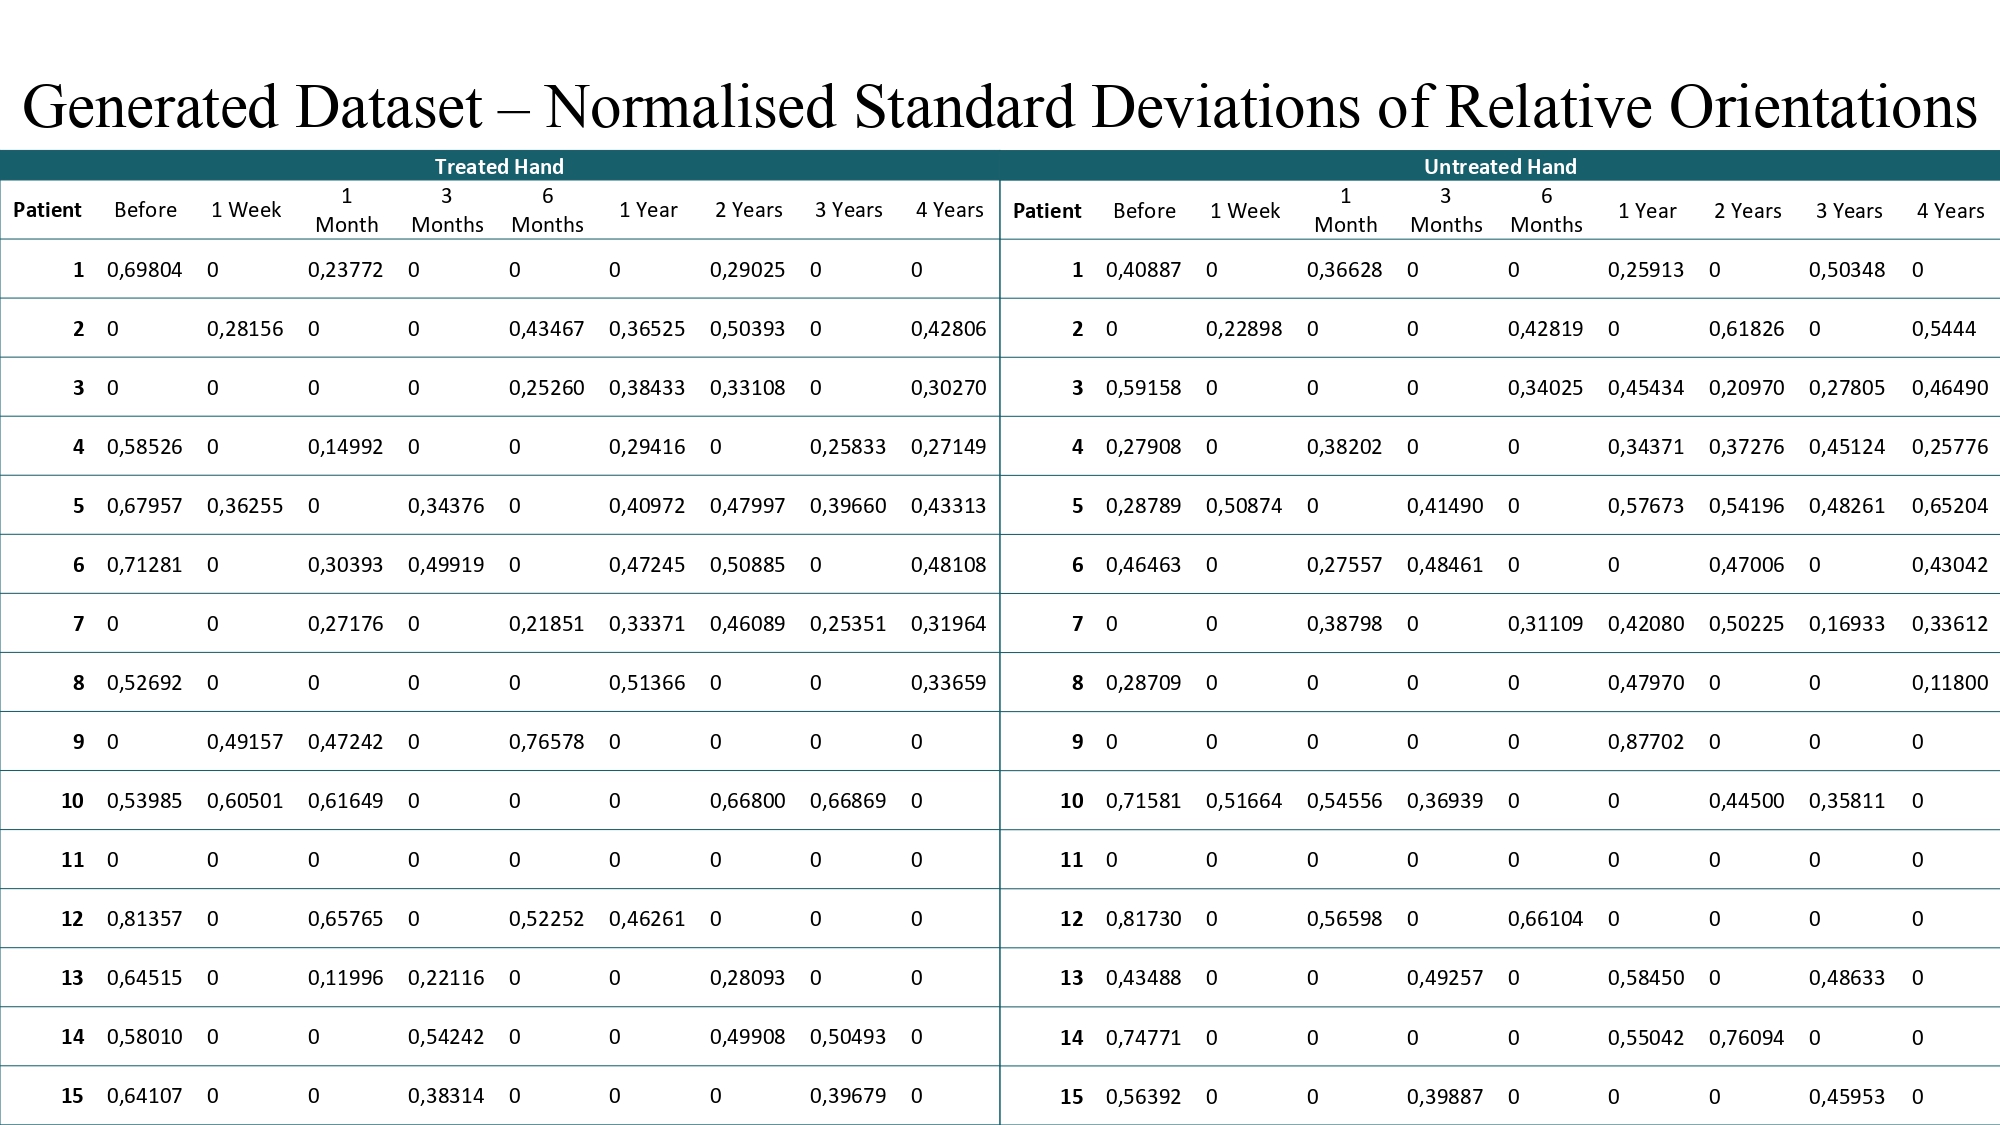 Generated Dataset – Normalised Standard Deviations of Relative Orientations
Treated Hand Untreated Hand
Patient Before 1 Week 1 Month 3 Months 6 Months 1 Year 2 Years 3 Years 4 Years Patient Before 1 Week 1 Month 3 Months 6 Months 1 Year 2 Years 3 Years 4 Years
1 0,69804 0 0,23772 0 0 0 0,29025 0 0 1 0,40887 0 0,36628 0 0 0,25913 0 0,50348 0
2 0 0,28156 0 0 0,43467 0,36525 0,50393 0 0,42806 2 0 0,22898 0 0 0,42819 0 0,61826 0 0,5444
3 0 0 0 0 0,25260 0,38433 0,33108 0 0,30270 3 0,59158 0 0 0 0,34025 0,45434 0,20970 0,27805 0,46490
4 0,58526 0 0,14992 0 0 0,29416 0 0,25833 0,27149 4 0,27908 0 0,38202 0 0 0,34371 0,37276 0,45124 0,25776
5 0,67957 0,36255 0 0,34376 0 0,40972 0,47997 0,39660 0,43313 5 0,28789 0,50874 0 0,41490 0 0,57673 0,54196 0,48261 0,65204
6 0,71281 0 0,30393 0,49919 0 0,47245 0,50885 0 0,48108 6 0,46463 0 0,27557 0,48461 0 0 0,47006 0 0,43042
7 0 0 0,27176 0 0,21851 0,33371 0,46089 0,25351 0,31964 7 0 0 0,38798 0 0,31109 0,42080 0,50225 0,16933 0,33612
8 0,52692 0 0 0 0 0,51366 0 0 0,33659 8 0,28709 0 0 0 0 0,47970 0 0 0,11800
9 0 0,49157 0,47242 0 0,76578 0 0 0 0 9 0 0 0 0 0 0,87702 0 0 0
10 0,53985 0,60501 0,61649 0 0 0 0,66800 0,66869 0 10 0,71581 0,51664 0,54556 0,36939 0 0 0,44500 0,35811 0
11 0 0 0 0 0 0 0 0 0 11 0 0 0 0 0 0 0 0 0
12 0,81357 0 0,65765 0 0,52252 0,46261 0 0 0 12 0,81730 0 0,56598 0 0,66104 0 0 0 0
13 0,64515 0 0,11996 0,22116 0 0 0,28093 0 0 13 0,43488 0 0 0,49257 0 0,58450 0 0,48633 0
14 0,58010 0 0 0,54242 0 0 0,49908 0,50493 0 14 0,74771 0 0 0 0 0,55042 0,76094 0 0
15 0,64107 0 0 0,38314 0 0 0 0,39679 0 15 0,56392 0 0 0,39887 0 0 0 0,45953 0